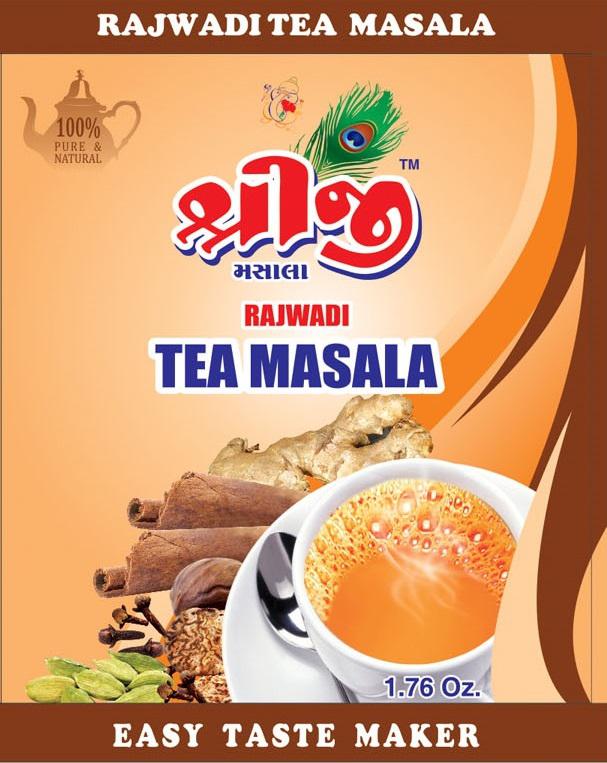 RAJWADI TEA MASALA
100%
PURE &
NATURAL
શ્રીજી
TM
મસાલા
RAJWADI
TEA MASALA
1.76 Oz.
EASY TASTE MAKER